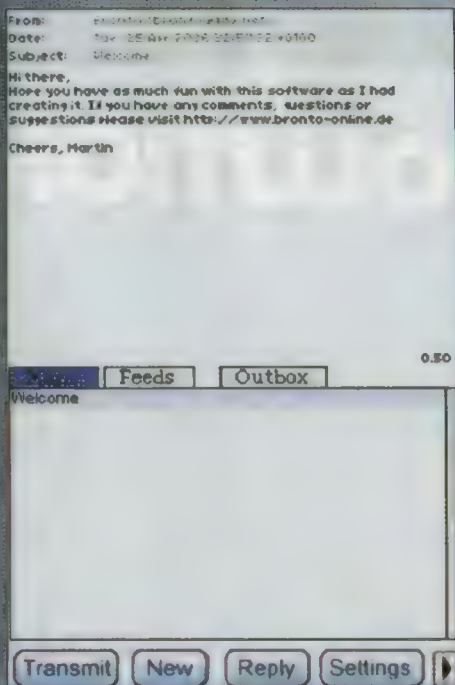 From:
Date:
Subject: Welcome
Hi there,
Hope you have as much fun with this software as I had
creating it. If you have any comments, questions or
suggestions please visit http://www.bronto-online.de
Cheers, Martin
0.50
Feeds Outbox
Welcome
Transmit New Reply Settings